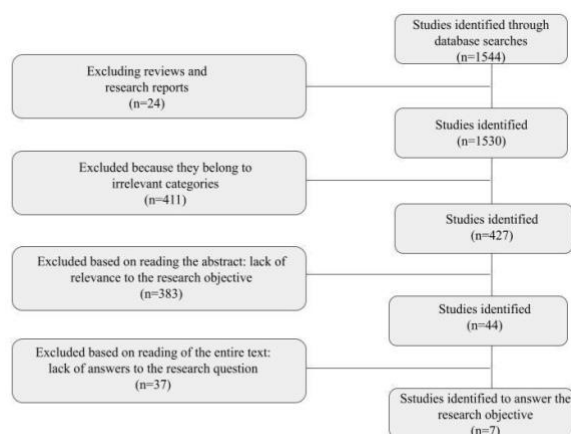 Studies identified through
database searches
(n=1544)
Excluding reviews and
research reports
(n=24)
Studies identified
(n=1530)
Excluded because they belong to
irrelevant categories
(n=411)
Studies identified
(n=427)
Excluded based on reading the abstract: lack of
relevance to the research objective
(n=383)
Studies identified
(n=44)
Excluded based on reading of the entire text:
lack of answers to the research question
(n=37)
Sstudies identified to answer the
research objective
(n=7)